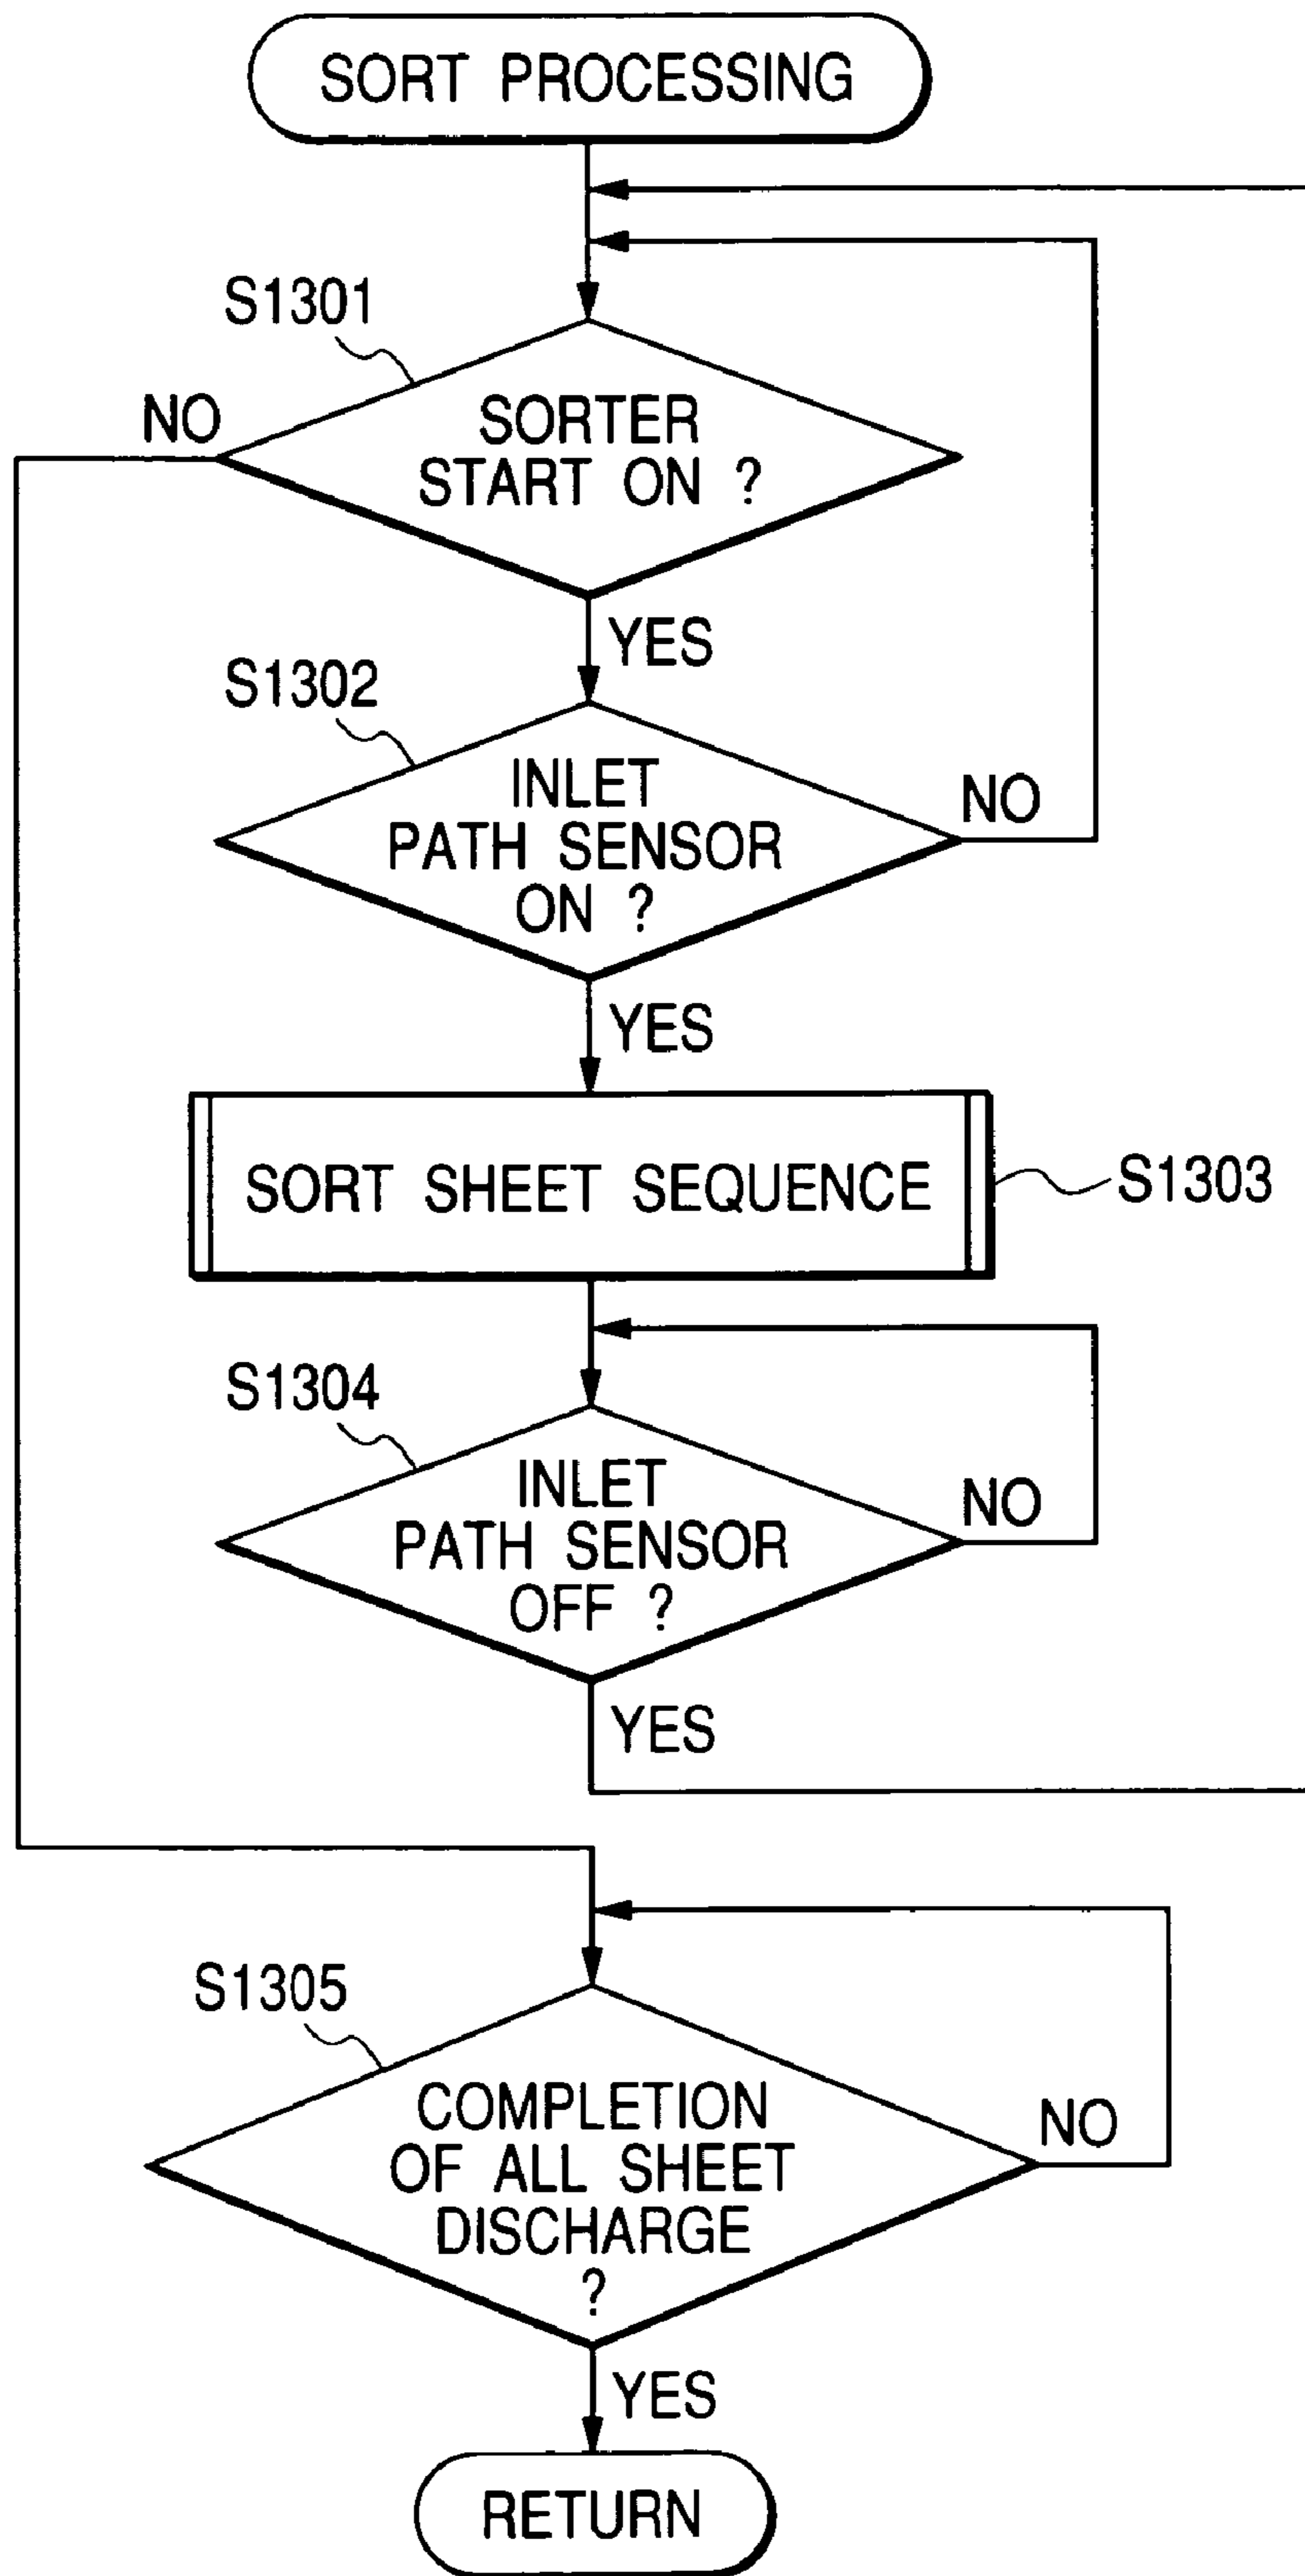 SORT PROCESSING
S1301
NO
SORTER
START ON ?
YES
S1302
INLET
PATH SENSOR
ON ?
NO
YES
SORT SHEET SEQUENCE
S1303
S1304
INLET
PATH SENSOR
OFF ?
NO
YES
S1305
COMPLETION
OF ALL SHEET
DISCHARGE
?
NO
YES
RETURN